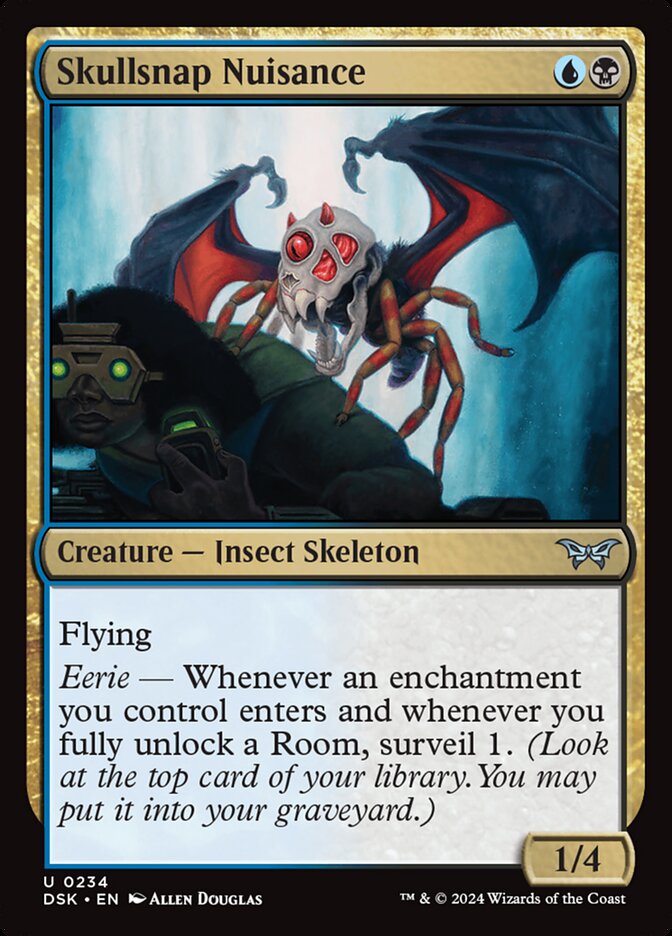 Skullsnap Nuisance
Creature — Insect Skeleton
Flying
Eerie — Whenever an enchantment
you control enters and whenever you
fully unlock a Room, surveil 1. (Look
at the top card of your library. You may
put it into your graveyard.)
1/4
U 0234
DSK • EN Allen Douglas
™ & © 2024 Wizards of the Coast